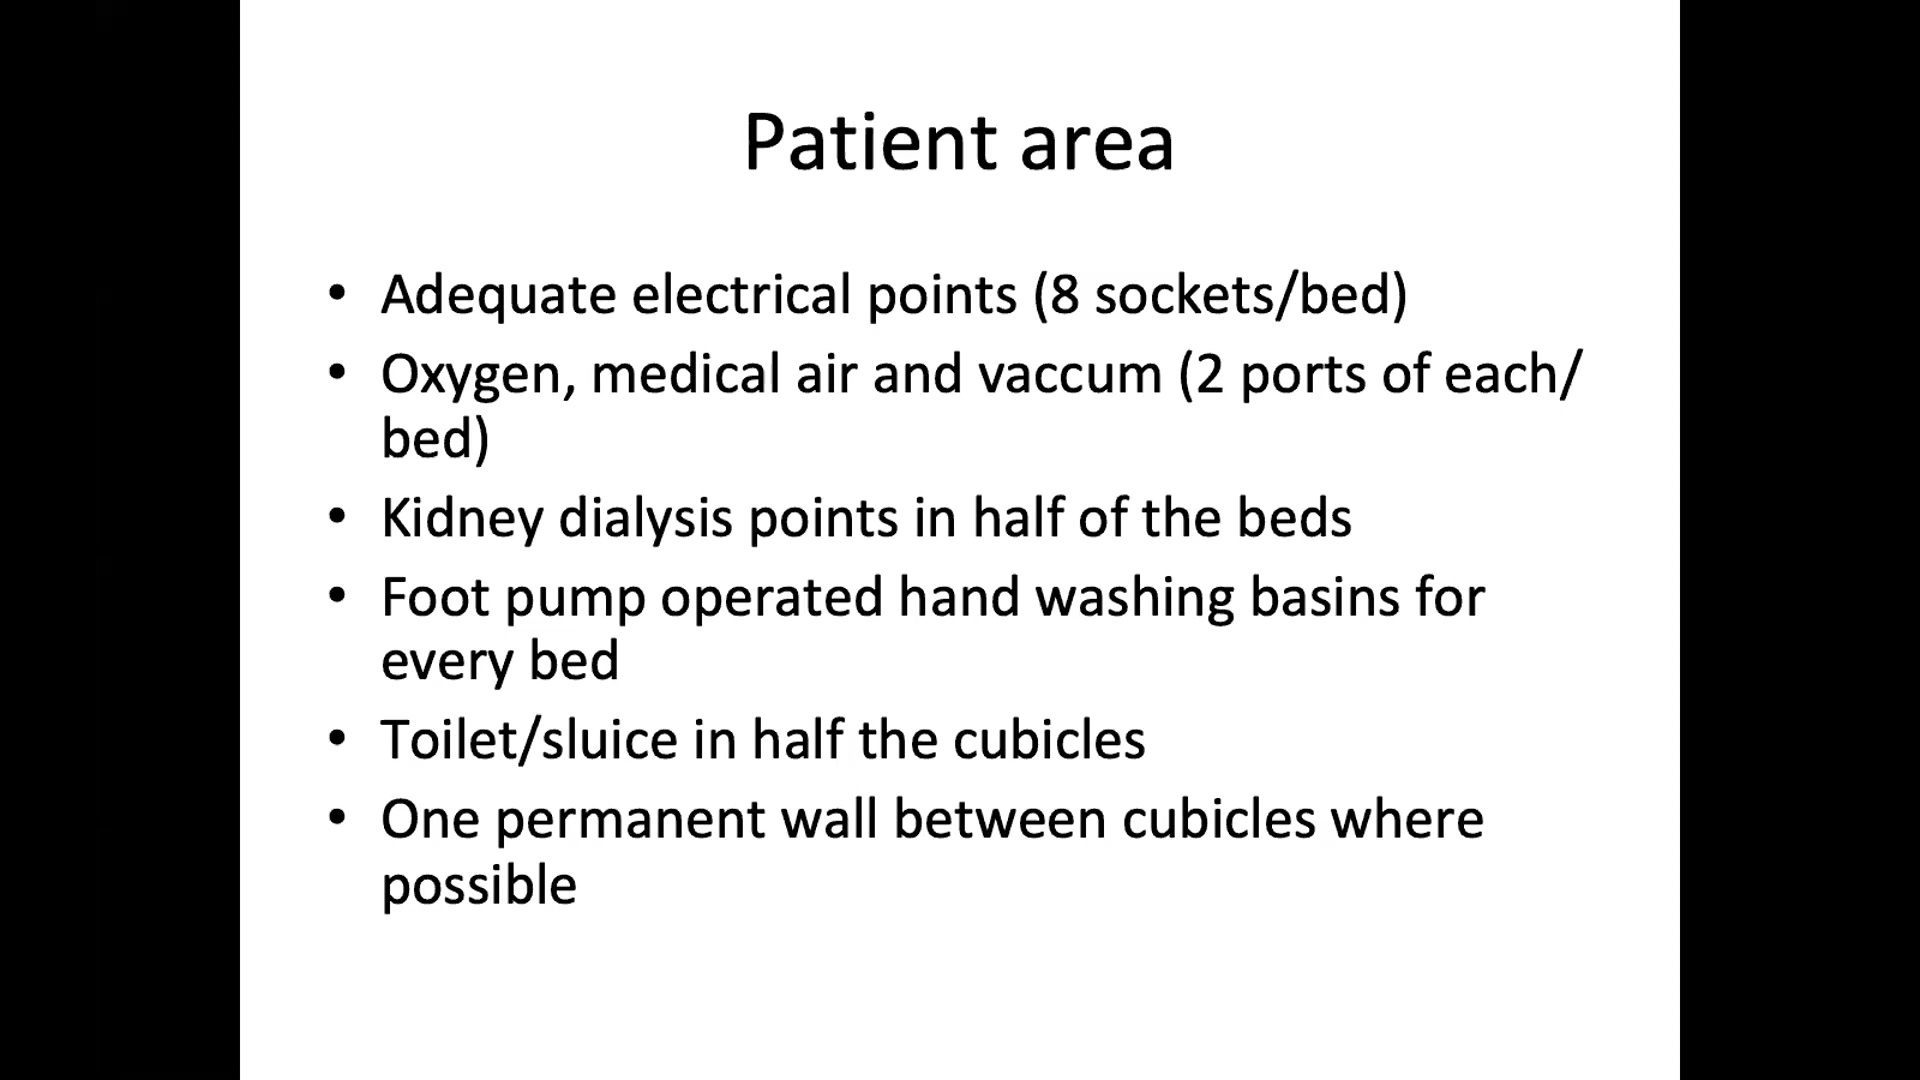 Patient area
• Adequate electrical points (8 sockets/bed)
• Oxygen, medical air and vaccum (2 ports of each/
bed)
• Kidney dialysis points in half of the beds
• Foot pump operated hand washing basins for
every bed
• Toilet/sluice in half the cubicles
• One permanent wall between cubicles where
possible